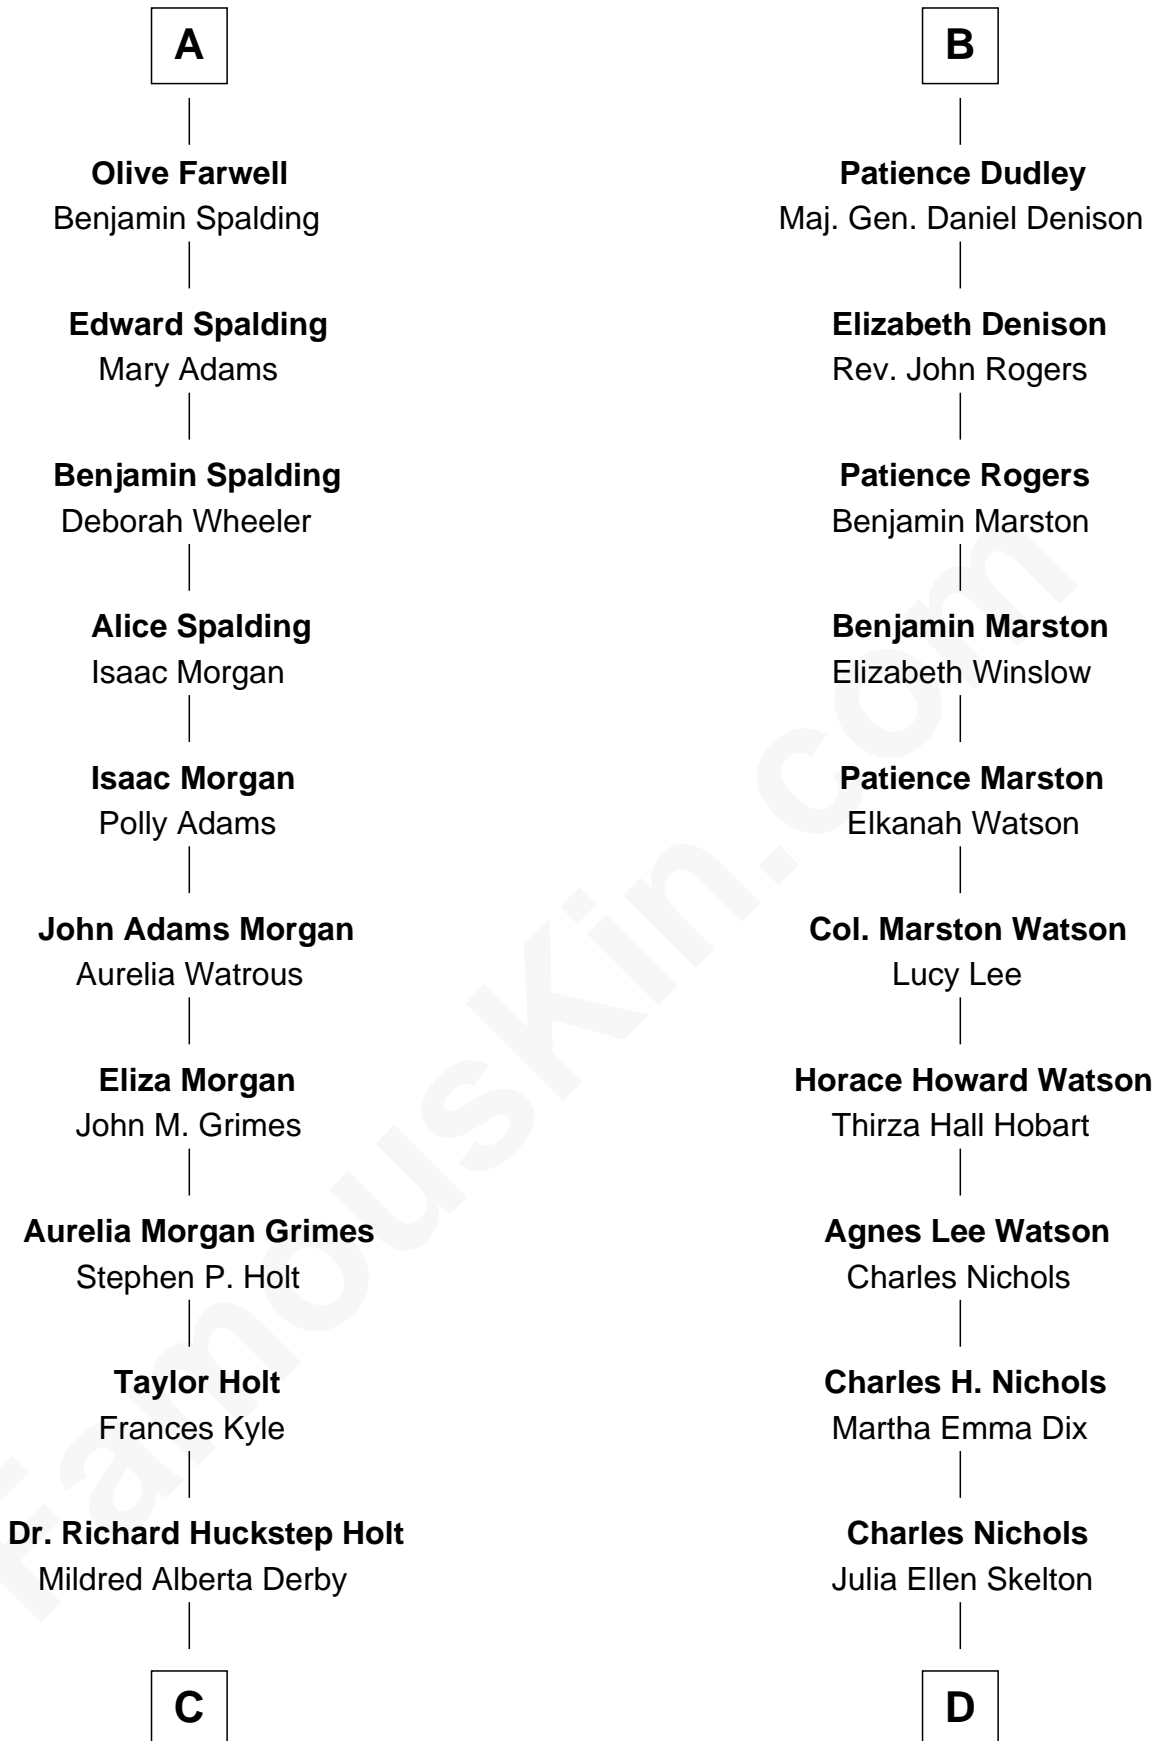 A
Olive Farwell
Benjamin Spalding
Edward Spalding
Mary Adams
Benjamin Spalding
Deborah Wheeler
Alice Spalding
Isaac Morgan
Isaac Morgan
Polly Adams
John Adams Morgan
Aurelia Watrous
Eliza Morgan
John M. Grimes
Aurelia Morgan Grimes
Stephen P. Holt
Taylor Holt
Frances Kyle
Dr. Richard Huckstep Holt
Mildred Alberta Derby
C
B
Patience Dudley
Maj. Gen. Daniel Denison
Elizabeth Denison
Rev. John Rogers
Patience Rogers
Benjamin Marston
Benjamin Marston
Elizabeth Winslow
Patience Marston
Elkanah Watson
Col. Marston Watson
Lucy Lee
Horace Howard Watson
Thirza Hall Hobart
Agnes Lee Watson
Charles Nichols
Charles H. Nichols
Martha Emma Dix
Charles Nichols
Julia Ellen Skelton
D
FamousKin.com